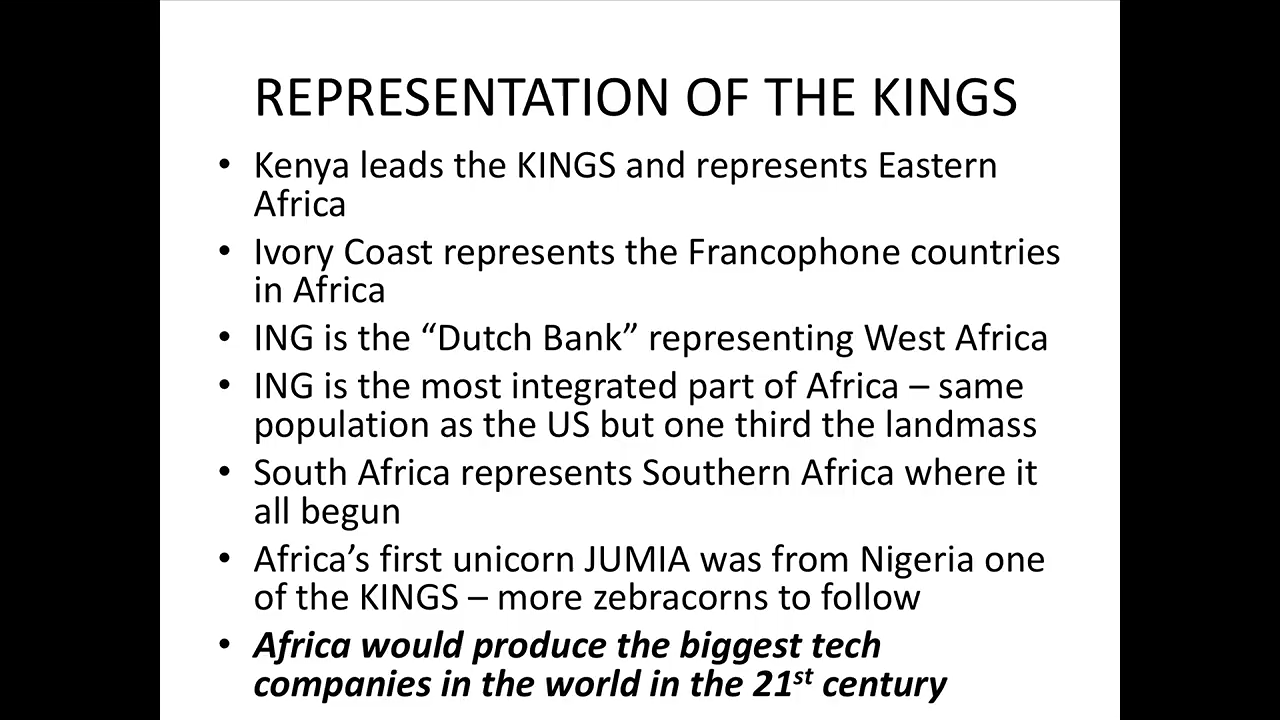 REPRESENTATION OF THE KINGS
• Kenya leads the KINGS and represents Eastern
Africa
• Ivory Coast represents the Francophone countries
in Africa
• ING is the “Dutch Bank” representing West Africa
• ING is the most integrated part of Africa – same
population as the US but one third the landmass
• South Africa represents Southern Africa where it
all begun
• Africa’s first unicorn JUMIA was from Nigeria one
of the KINGS – more zebracorns to follow
• Africa would produce the biggest tech
companies in the world in the 21st century